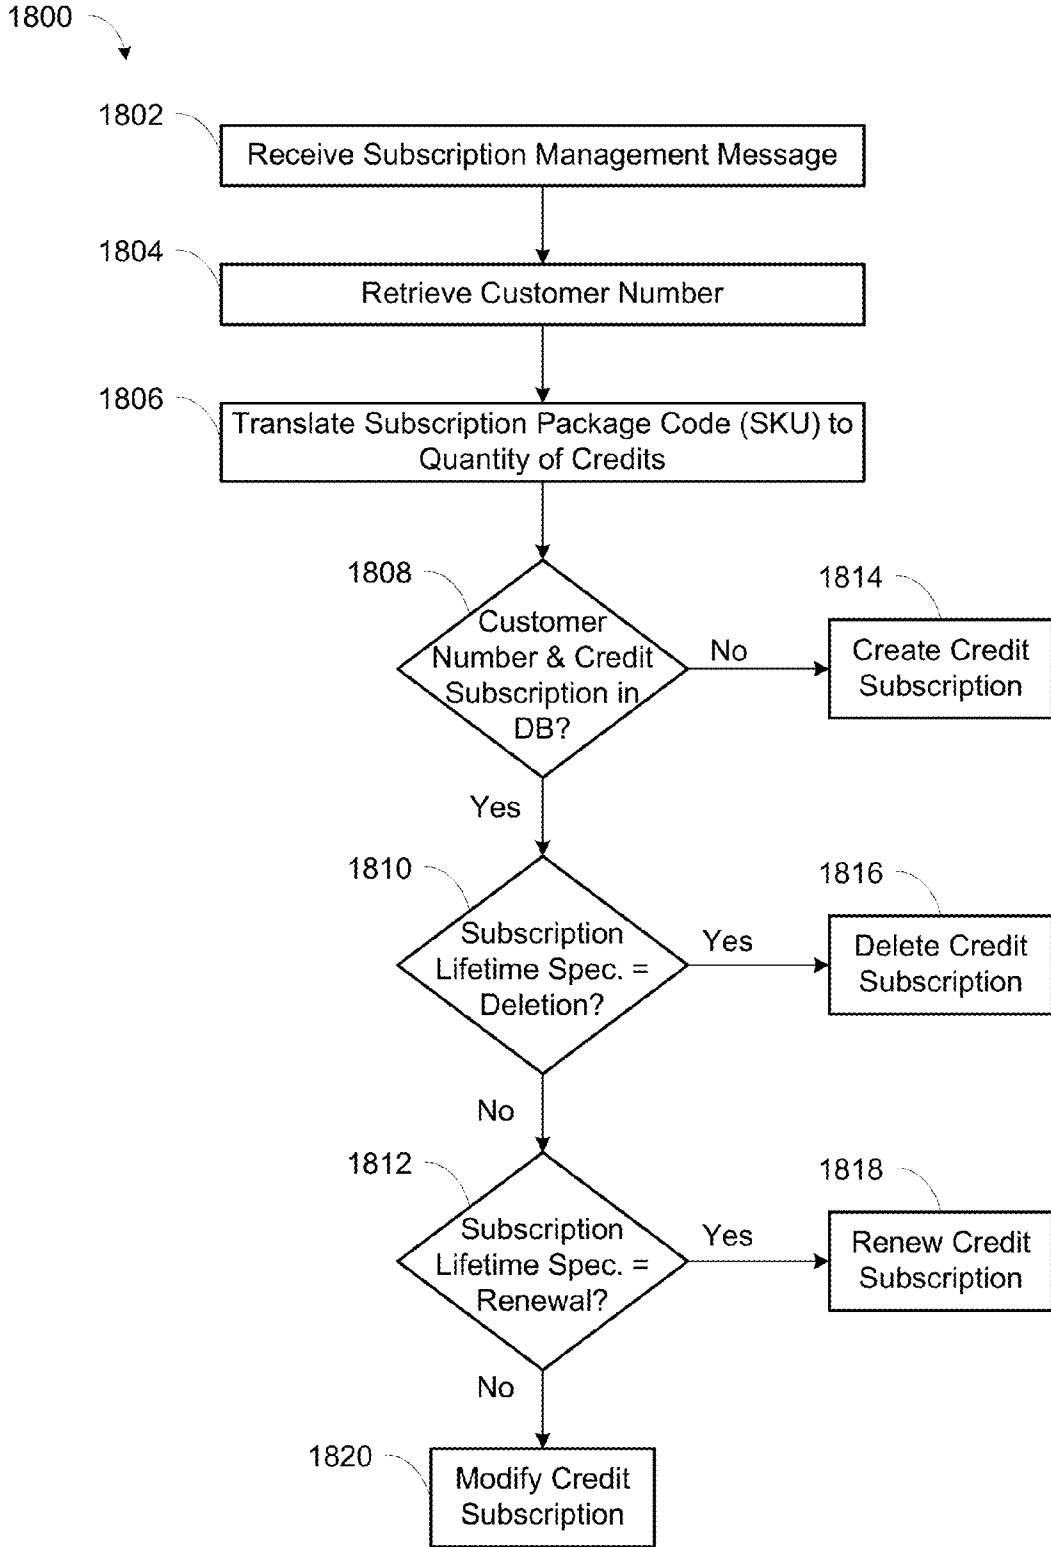 1800
1802
Receive Subscription Management Message
1804
Retrieve Customer Number
1806
Translate Subscription Package Code (SKU) to
Quantity of Credits
1808
Customer
Number & Credit
Subscription in
DB?
No
1814
Create Credit
Subscription
Yes
1810
Subscription
Lifetime Spec. =
Deletion?
Yes
1816
Delete Credit
Subscription
No
1812
Subscription
Lifetime Spec. =
Renewal?
Yes
1818
Renew Credit
Subscription
No
1820
Modify Credit
Subscription